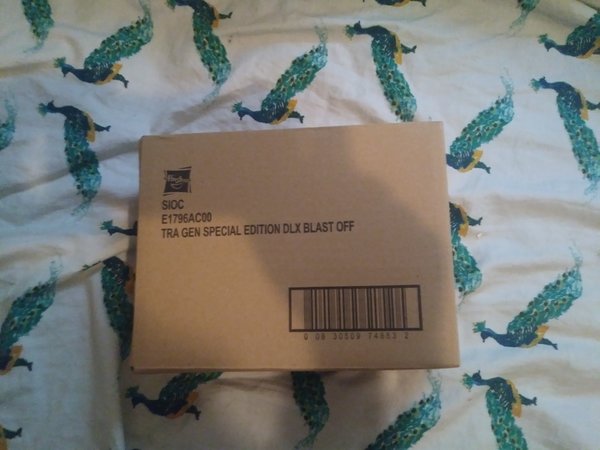 Hasbro
SIOC
E1796AC00
TRA GEN SPECIAL EDITION DLX BLAST OFF
0 08 30509 74653 2